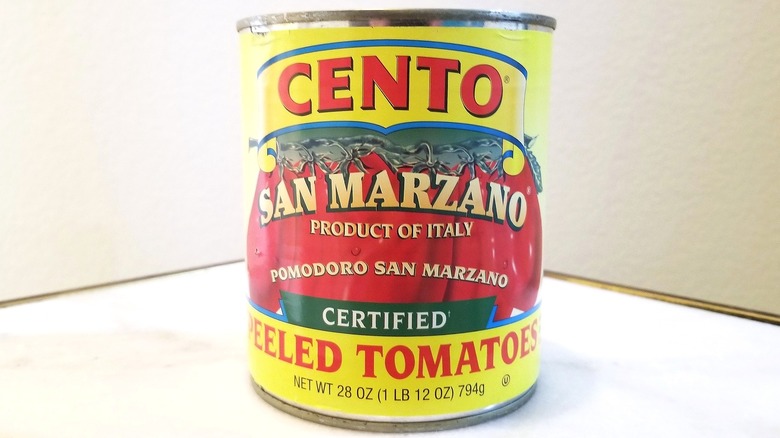 CENTO®
SAN MARZANO
PRODUCT OF ITALY
POMODORO SAN MARZANO
CERTIFIED†
PEELED TOMATOES
NET WT 28 OZ (1 LB 12 OZ) 794g Ⓤ